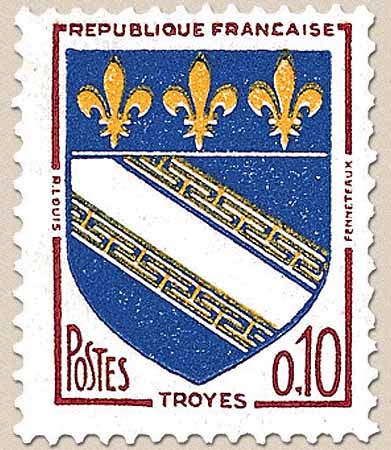 REPUBLIQUE FRANCAISE
R. LOUIS
FENNETEAUX
POSTES
0,10
TROYES